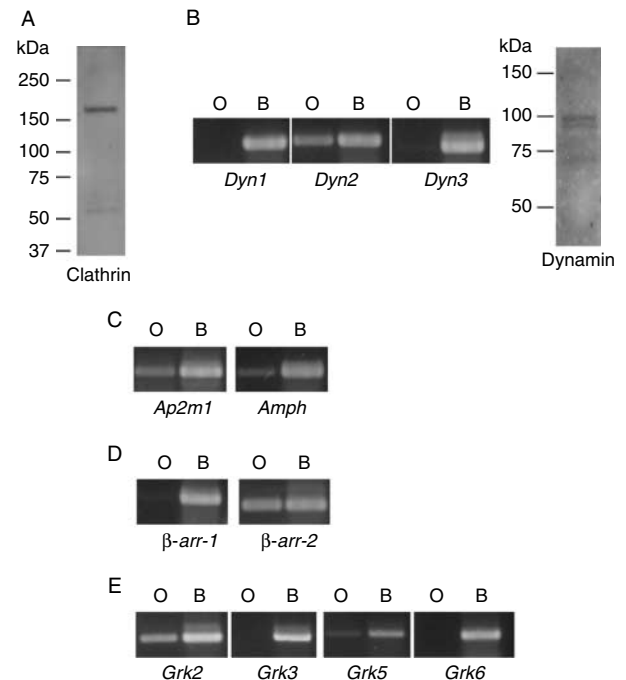 A
kDa
250
150
100
75
50
37
Clathrin
B
O B O B O B
Dyn1 Dyn2 Dyn3
kDa
150
100
75
50
Dynamin
C
O B O B
Ap2m1 Amph
D
O B O B
β-arr-1 β-arr-2
E
O B O B O B O B
Grk2 Grk3 Grk5 Grk6